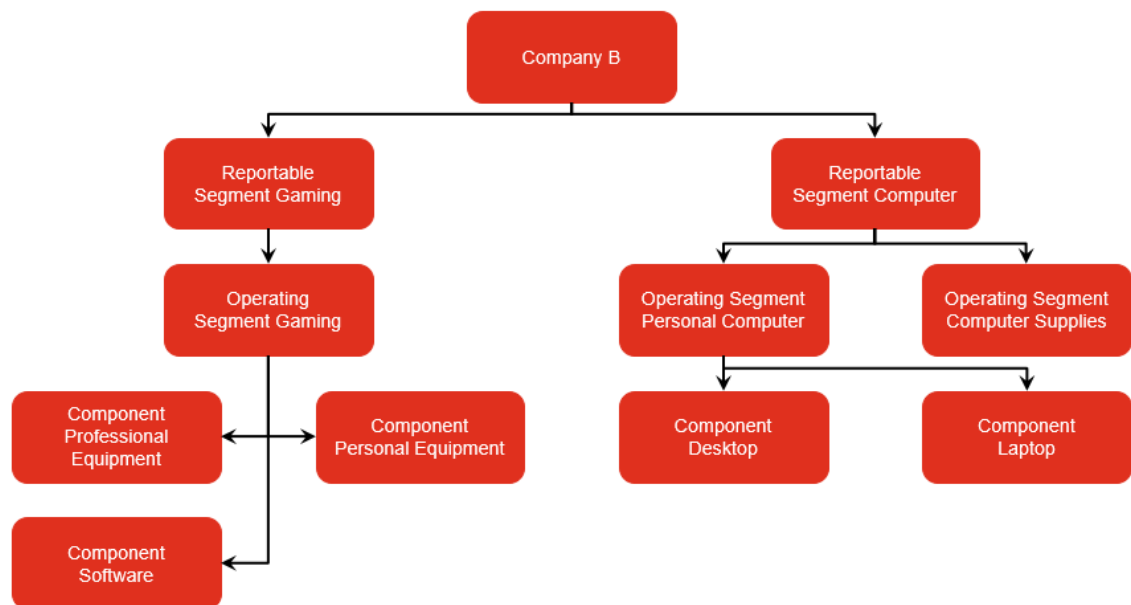 Company B
Reportable
Segment Gaming
Reportable
Segment Computer
Operating
Segment Gaming
Operating Segment
Personal Computer
Operating Segment
Computer Supplies
Component
Professional
Equipment
Component
Personal Equipment
Component
Desktop
Component
Laptop
Component
Software